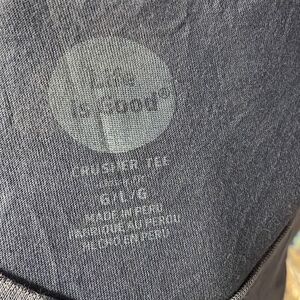 Life
is Good®
CRUSHER TEE
G/L/G
MADE IN PERU
FABRIQUÉ AU PÉROU
HECHO EN PERÚ